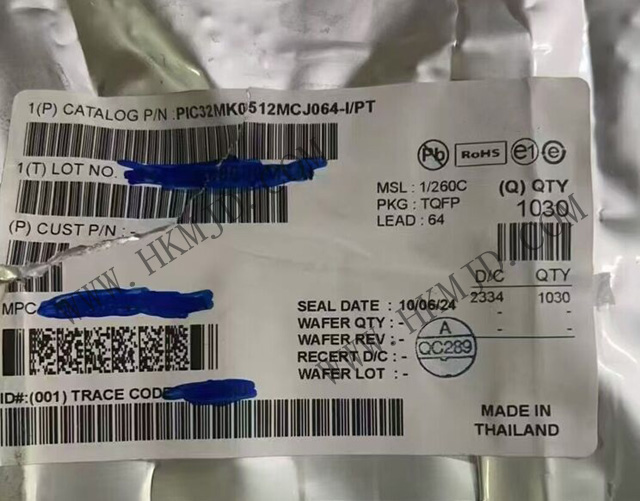 1(P) CATALOG P/N :PIC32MK0512MCJ064-I/PT
1(T) LOT NO.
(P) CUST P/N : -
MPC
ID#:(001) TRACE CODE
Pb RoHS e1 e
MSL : 1/260C
PKG : TQFP
LEAD : 64
(Q) QTY
1030
D/C QTY
2334 1030
- -
- -
SEAL DATE : 10/06/24
WAFER QTY : -
WAFER REV : -
RECERT D/C : -
WAFER LOT : -
A
QC289
MADE IN
THAILAND
WWW.HKMJD.COM
WWW.HKMJD.COM